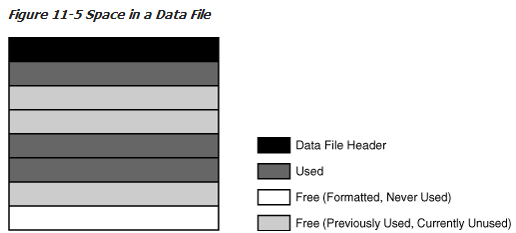 Figure 11-5 Space in a Data File
Data File Header
Used
Free (Formatted, Never Used)
Free (Previously Used, Currently Unused)